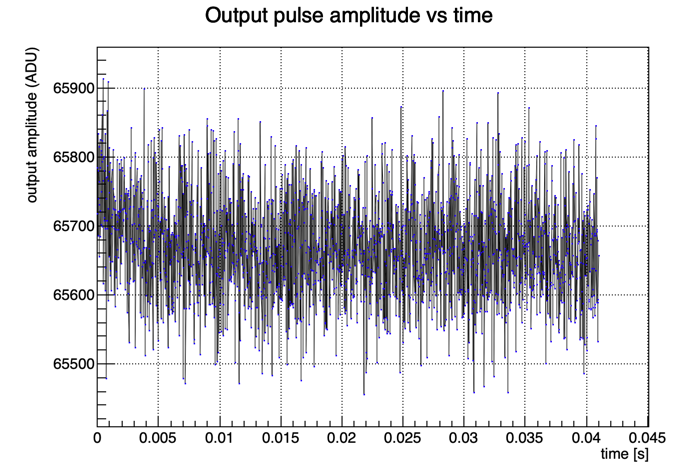 Output pulse amplitude vs time
output amplitude (ADU)
65900
65800
65700
65600
65500
0 0.005 0.01 0.015 0.02 0.025 0.03 0.035 0.04 0.045
time [s]